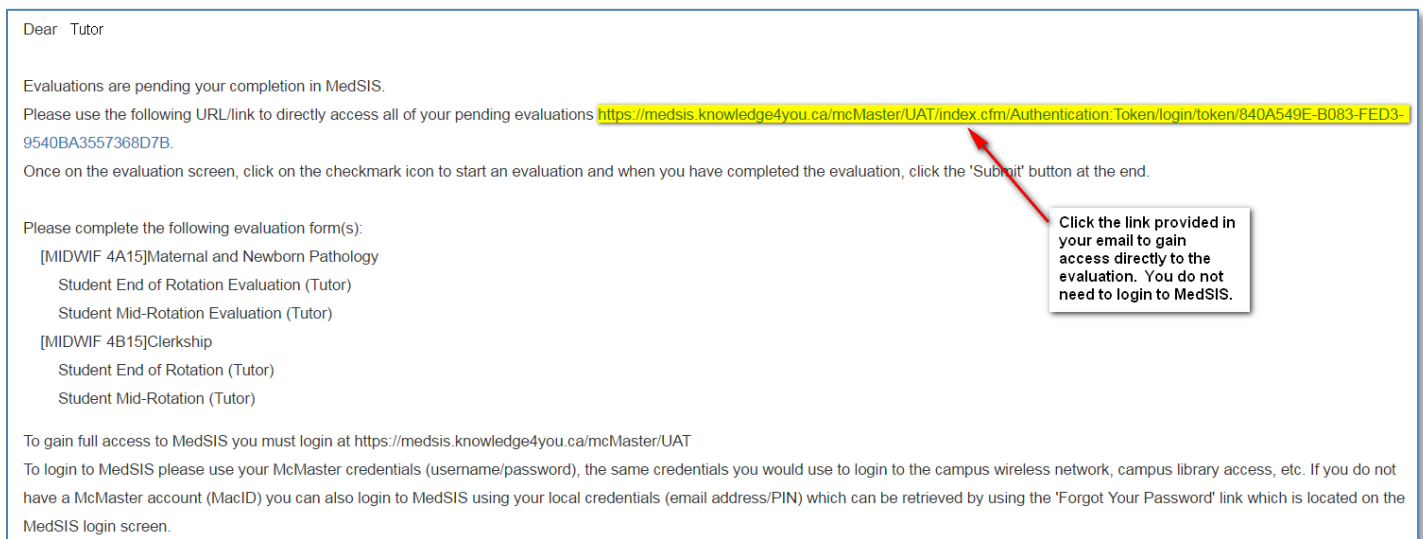 Dear Tutor
Evaluations are pending your completion in MedSIS.
Please use the following URL/link to directly access all of your pending evaluations https://medsis.knowledge4you.ca/mcMaster/UAT/index.cfm/Authentication:Token/login/token/840A549E-B083-FED3-
9540BA3557368D7B.
Once on the evaluation screen, click on the checkmark icon to start an evaluation and when you have completed the evaluation, click the 'Submit' button at the end.
Click the link provided in
your email to gain
access directly to the
evaluation. You do not
need to login to MedSIS.
Please complete the following evaluation form(s):
[MIDWIF 4A15]Maternal and Newborn Pathology
Student End of Rotation Evaluation (Tutor)
Student Mid-Rotation Evaluation (Tutor)
[MIDWIF 4B15]Clerkship
Student End of Rotation (Tutor)
Student Mid-Rotation (Tutor)
To gain full access to MedSIS you must login at https://medsis.knowledge4you.ca/mcMaster/UAT
To login to MedSIS please use your McMaster credentials (username/password), the same credentials you would use to login to the campus wireless network, campus library access, etc. If you do not
have a McMaster account (MacID) you can also login to MedSIS using your local credentials (email address/PIN) which can be retrieved by using the 'Forgot Your Password' link which is located on the
MedSIS login screen.